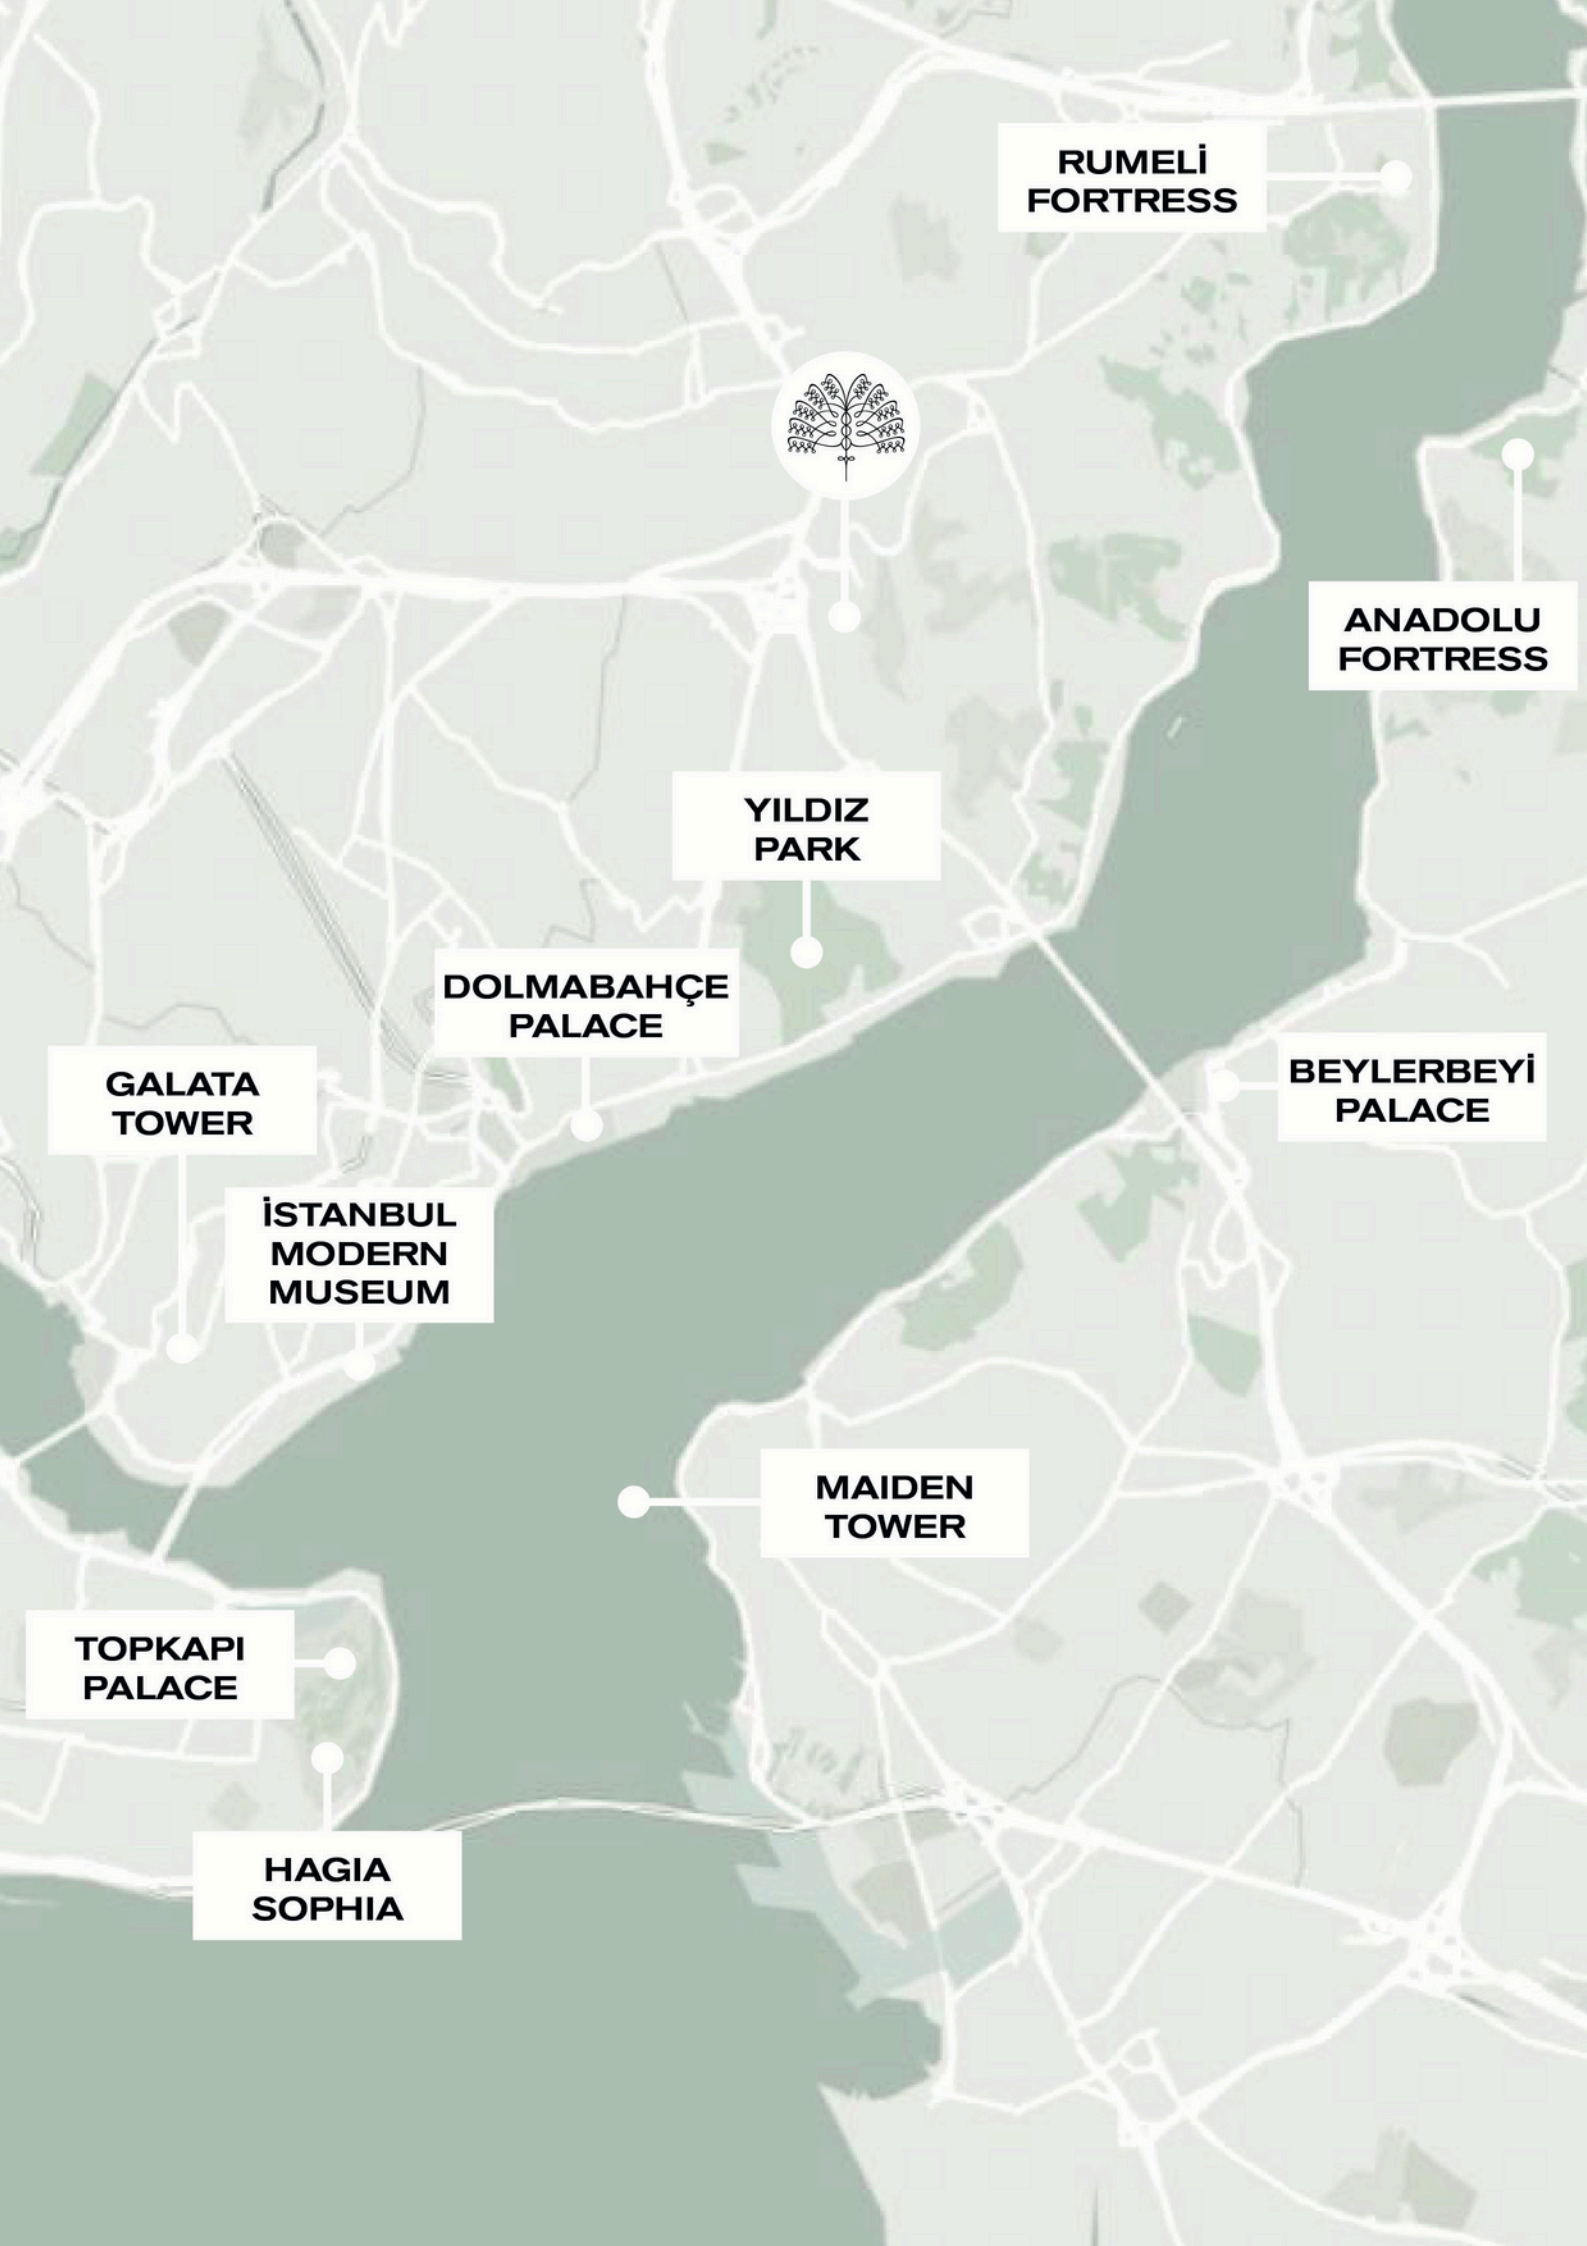 RUMELİ
FORTRESS
ANADOLU
FORTRESS
YILDIZ
PARK
DOLMABAHÇE
PALACE
GALATA
TOWER
BEYLERBEYİ
PALACE
İSTANBUL
MODERN
MUSEUM
MAIDEN
TOWER
TOPKAPI
PALACE
HAGIA
SOPHIA